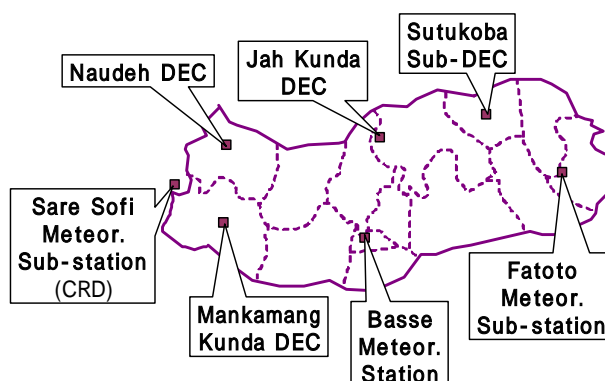 Sutukoba
Sub-DEC
Naudeh DEC
Jah Kunda
DEC
Sare Sofi
Meteor.
Sub-station
(CRD)
Mankamang
Kunda DEC
Basse
Meteor.
Station
Fatoto
Meteor.
Sub-station